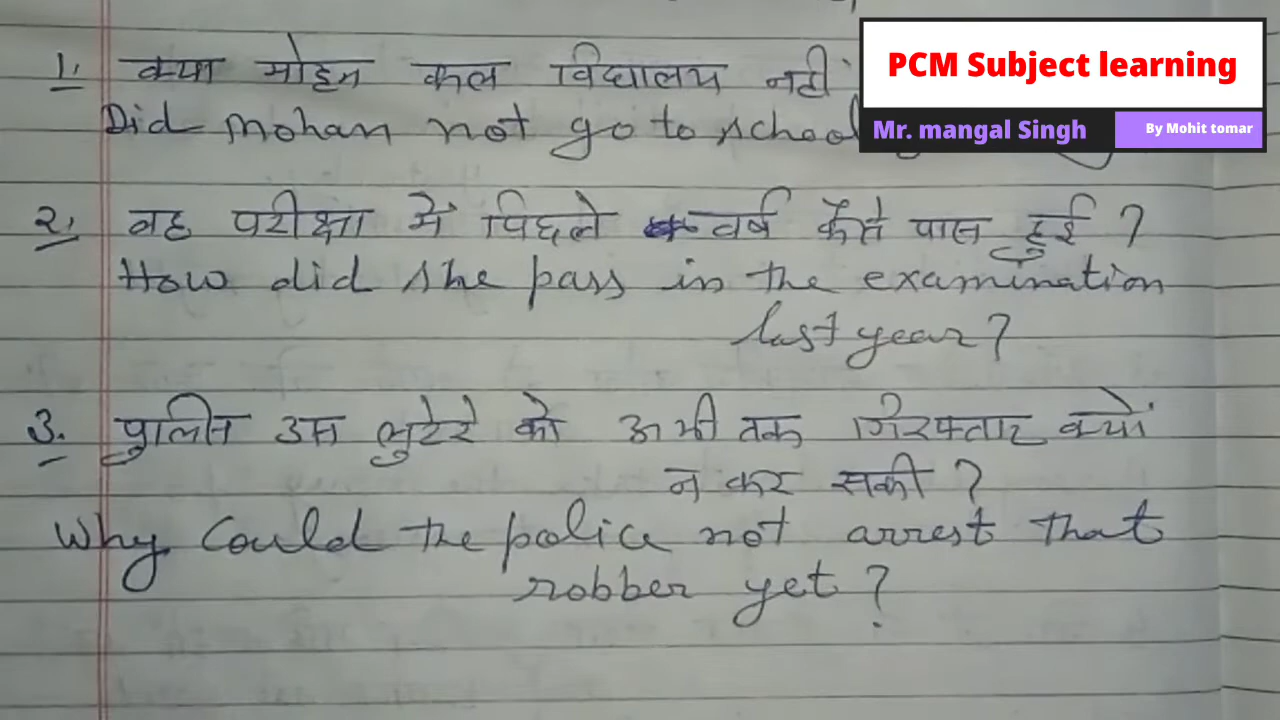 1. क्या मोहन कल विद्यालय नहीं
Did Mohan not go to school
PCM Subject learning
Mr. mangal Singh
By Mohit tomar
2. वह परीक्षा में पिछले वर्ष कैसे पास हुई ?
How did she pass in the examination
last year ?
3. पुलिस उस लुटेरे को अभी तक गिरफ्तार क्यों
न कर सकी ?
Why Could the police not arrest that
robber yet ?